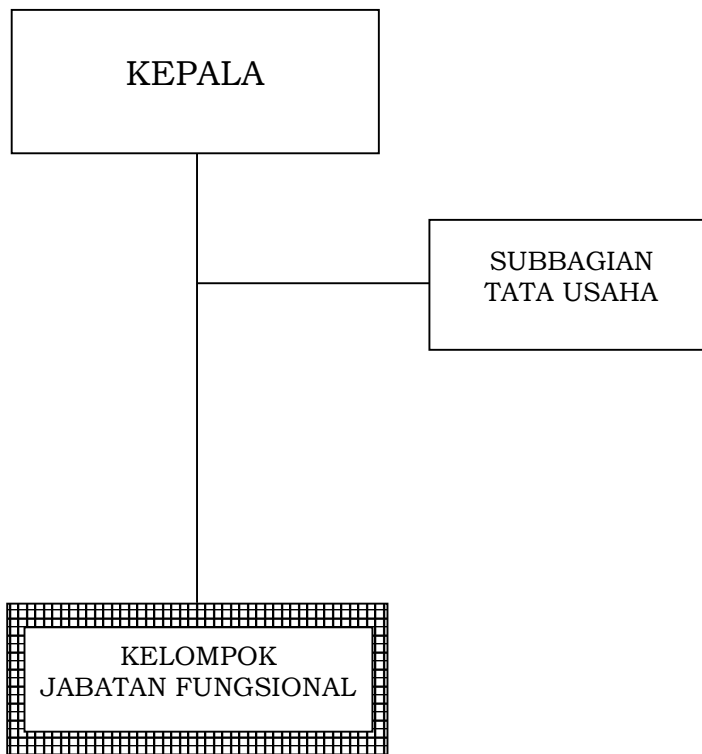 KEPALA
SUBBAGIAN
TATA USAHA
KELOMPOK
JABATAN FUNGSIONAL